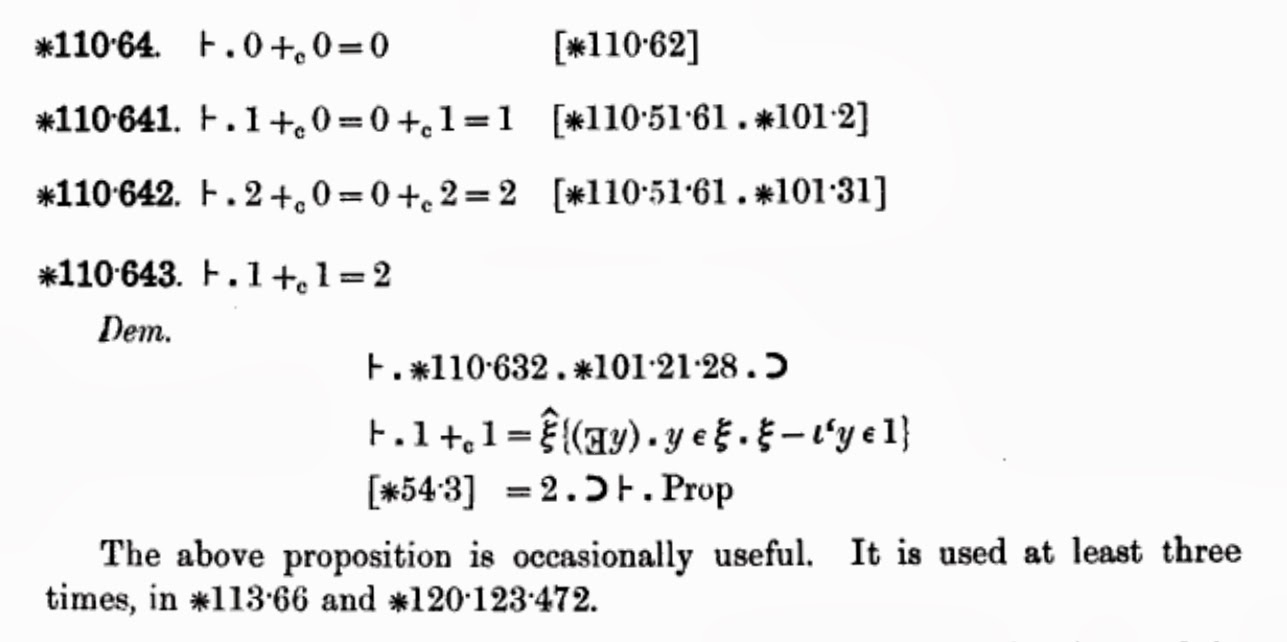 ∗110·64. ⊢ . 0 +꜀ 0 = 0 [∗110·62]
∗110·641. ⊢ . 1 +꜀ 0 = 0 +꜀ 1 = 1 [∗110·51·61 . ∗101·2]
∗110·642. ⊢ . 2 +꜀ 0 = 0 +꜀ 2 = 2 [∗110·51·61 . ∗101·31]
∗110·643. ⊢ . 1 +꜀ 1 = 2
Dem.
⊢ . ∗110·632 . ∗101·21·28 . ⊃
⊢ . 1 +꜀ 1 = ξ̂{(∃y) . y ϵ ξ . ξ − ι‘y ϵ 1}
[∗54·3] = 2 . ⊃ ⊢ . Prop
The above proposition is occasionally useful. It is used at least three
times, in ∗113·66 and ∗120·123·472.